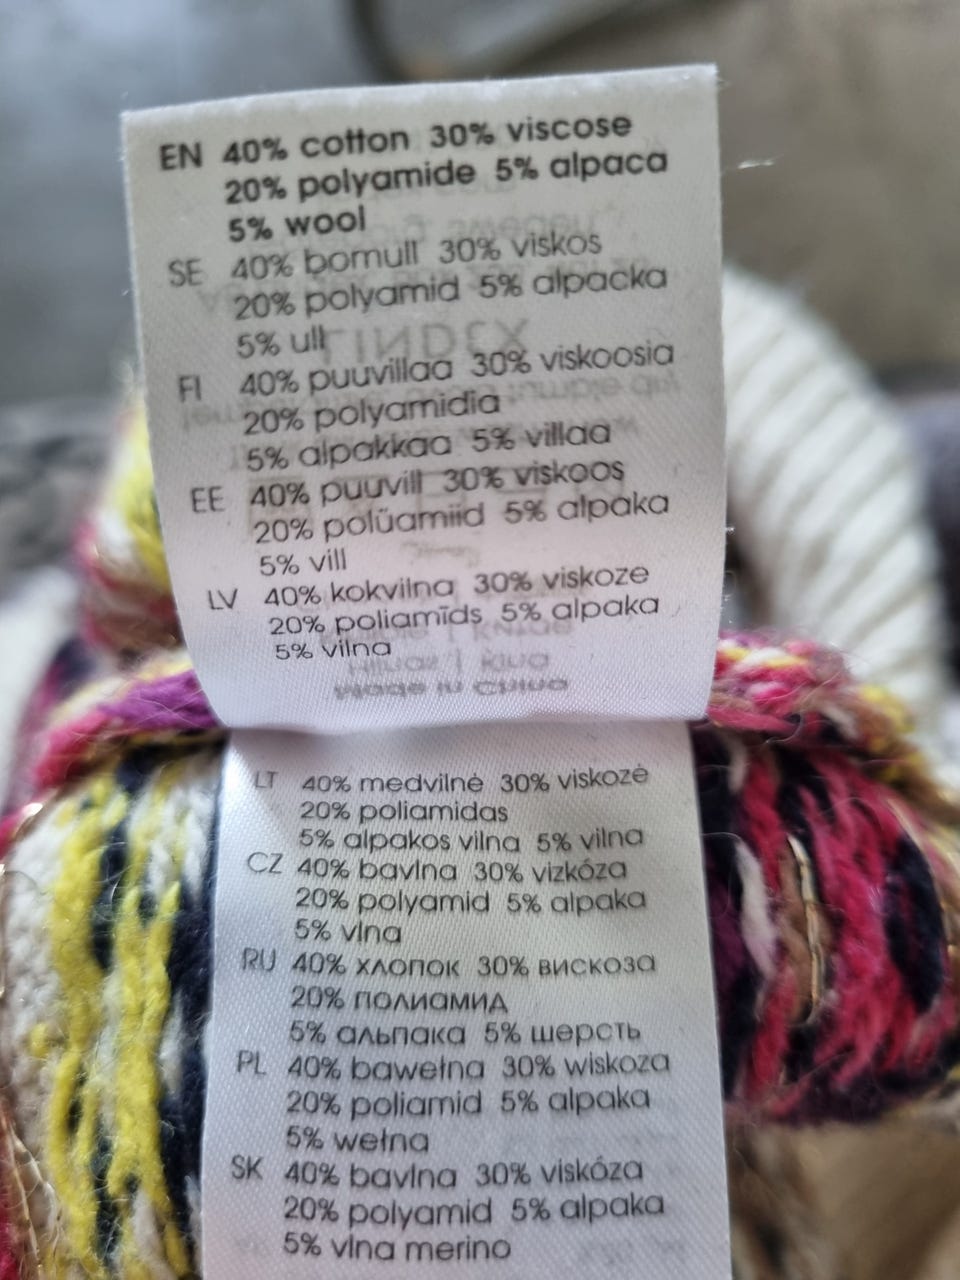 EN 40% cotton 30% viscose
20% polyamide 5% alpaca
5% wool
SE 40% bomull 30% viskos
20% polyamid 5% alpacka
5% ull
FI 40% puuvillaa 30% viskoosia
20% polyamidia
5% alpakkaa 5% villaa
EE 40% puuvill 30% viskoos
20% polüamiid 5% alpaka
5% vill
LV 40% kokvilna 30% viskoze
20% poliamīds 5% alpaka
5% vilna
LT 40% medvilnė 30% viskozė
20% poliamidas
5% alpakos vilna 5% vilna
CZ 40% bavlna 30% vizkóza
20% polyamid 5% alpaka
5% vlna
RU 40% хлопок 30% вискоза
20% полиамид
5% альпака 5% шерсть
PL 40% bawełna 30% wiskoza
20% poliamid 5% alpaka
5% wełna
SK 40% bavlna 30% viskóza
20% polyamid 5% alpaka
5% vlna merino
LINDEX
Made in China